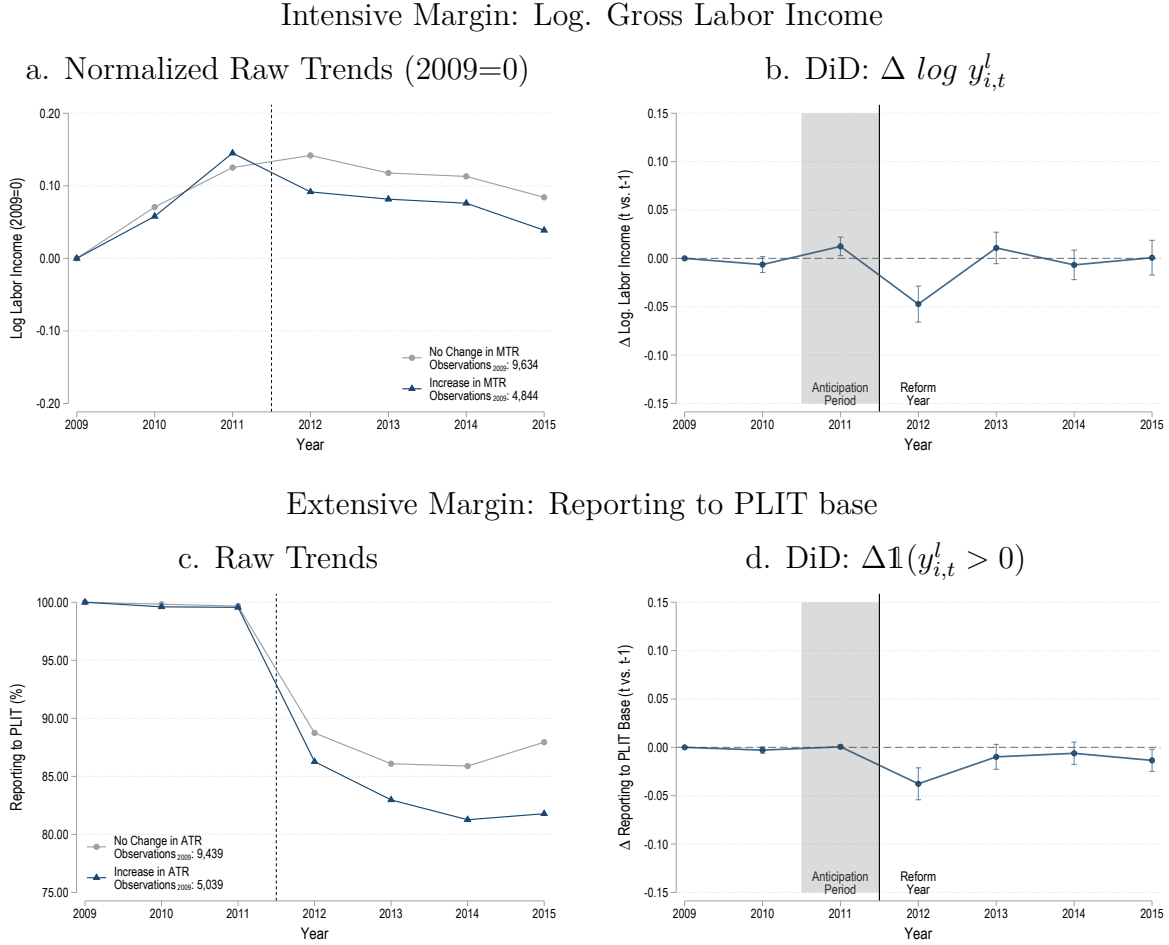 Intensive Margin: Log. Gross Labor Income
a. Normalized Raw Trends (2009=0)
Log Labor Income (2009=0)
0.20
0.10
0.00
-0.10
-0.20
No Change in MTR
Observations 2009: 9,634
Increase in MTR
Observations 2009: 4,844
2009 2010 2011 2012 2013 2014 2015
Year
b. DiD: Δ log y^l_{i,t}
Δ Log. Labor Income (t vs. t-1)
0.15
0.10
0.05
0.00
-0.05
-0.10
-0.15
Anticipation
Period
Reform
Year
2009 2010 2011 2012 2013 2014 2015
Year
Extensive Margin: Reporting to PLIT base
c. Raw Trends
Reporting to PLIT (%)
100.00
95.00
90.00
85.00
80.00
75.00
No Change in ATR
Observations 2009: 9,439
Increase in ATR
Observations 2009: 5,039
2009 2010 2011 2012 2013 2014 2015
Year
d. DiD: Δ𝟙(y^l_{i,t} > 0)
Δ Reporting to PLIT Base (t vs. t-1)
0.15
0.10
0.05
0.00
-0.05
-0.10
-0.15
Anticipation
Period
Reform
Year
2009 2010 2011 2012 2013 2014 2015
Year